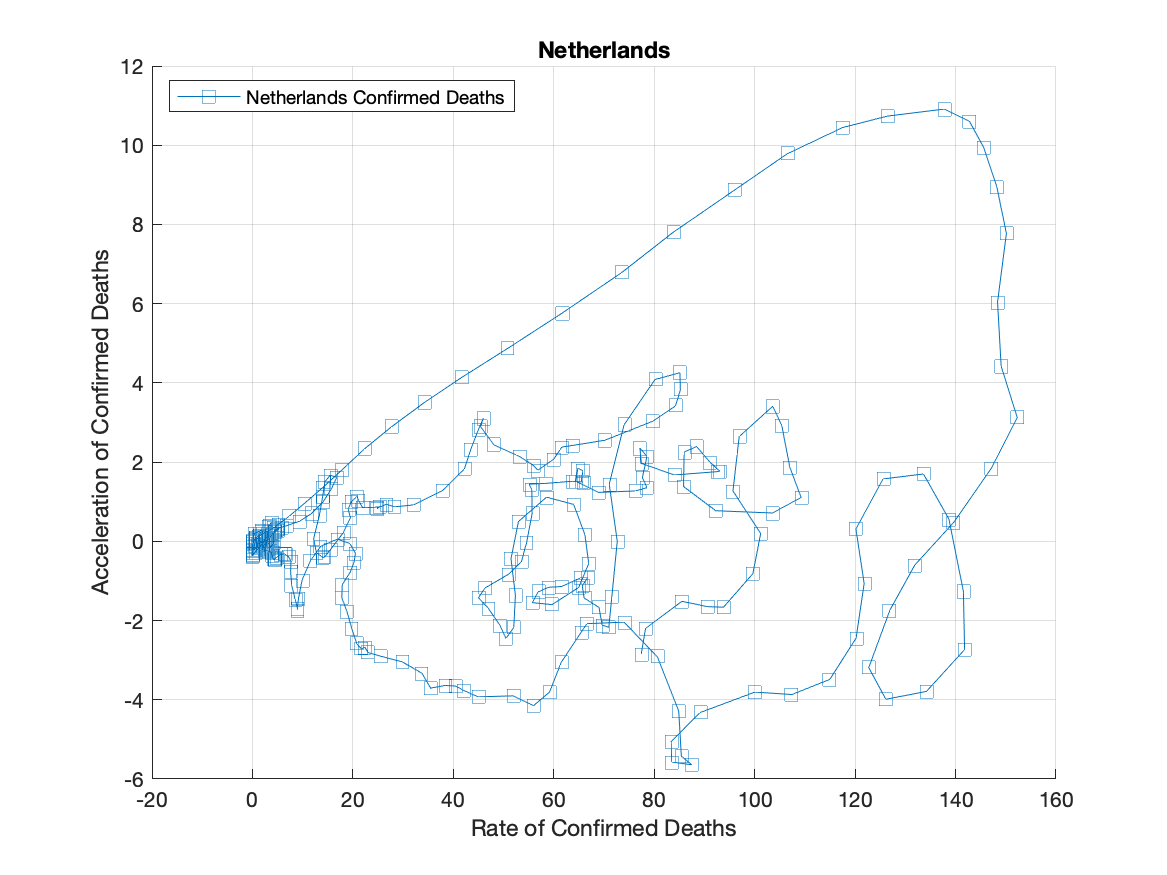 Netherlands
Netherlands Confirmed Deaths
12
10
8
6
4
2
0
-2
-4
-6
Acceleration of Confirmed Deaths
-20 0 20 40 60 80 100 120 140 160
Rate of Confirmed Deaths